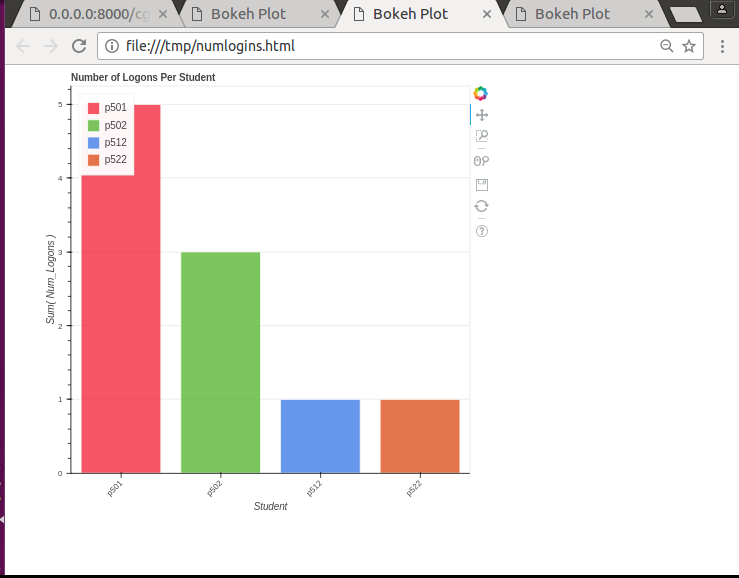 0.0.0.0:8000/cg
Bokeh Plot
Bokeh Plot
Bokeh Plot
file:///tmp/numlogins.html
Number of Logons Per Student
p501
p502
p512
p522
5
4
3
2
1
0
Sum( Num_Logons )
p501
p502
p512
p522
Student